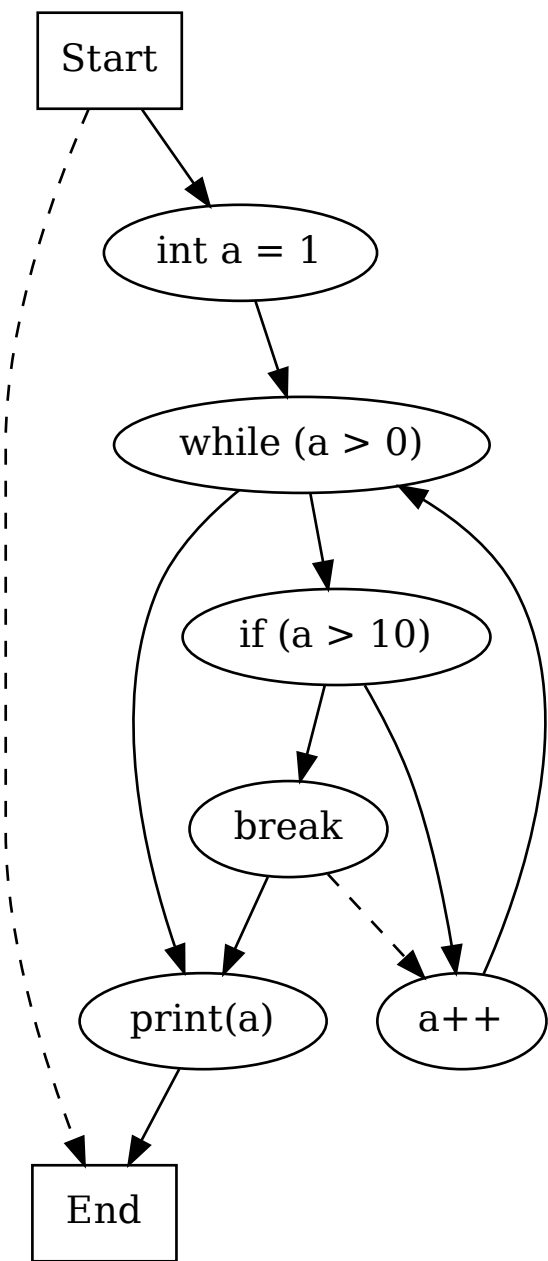 Start
int a = 1
while (a > 0)
if (a > 10)
break
print(a)
a++
End